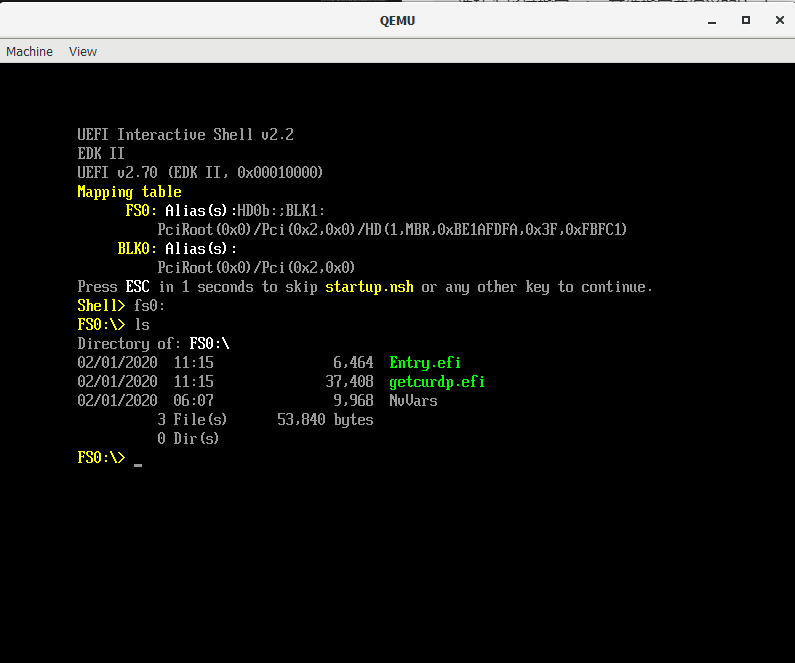 QEMU
Machine View
UEFI Interactive Shell v2.2
EDK II
UEFI v2.70 (EDK II, 0x00010000)
Mapping table
FS0: Alias(s):HD0b:;BLK1:
PciRoot(0x0)/Pci(0x2,0x0)/HD(1,MBR,0xBE1AFDFA,0x3F,0xFBFC1)
BLK0: Alias(s):
PciRoot(0x0)/Pci(0x2,0x0)
Press ESC in 1 seconds to skip startup.nsh or any other key to continue.
Shell> fs0:
FS0:\> ls
Directory of: FS0:\
02/01/2020 11:15 6,464 Entry.efi
02/01/2020 11:15 37,408 getcurdp.efi
02/01/2020 06:07 9,968 NvVars
3 File(s) 53,840 bytes
0 Dir(s)
FS0:\> _